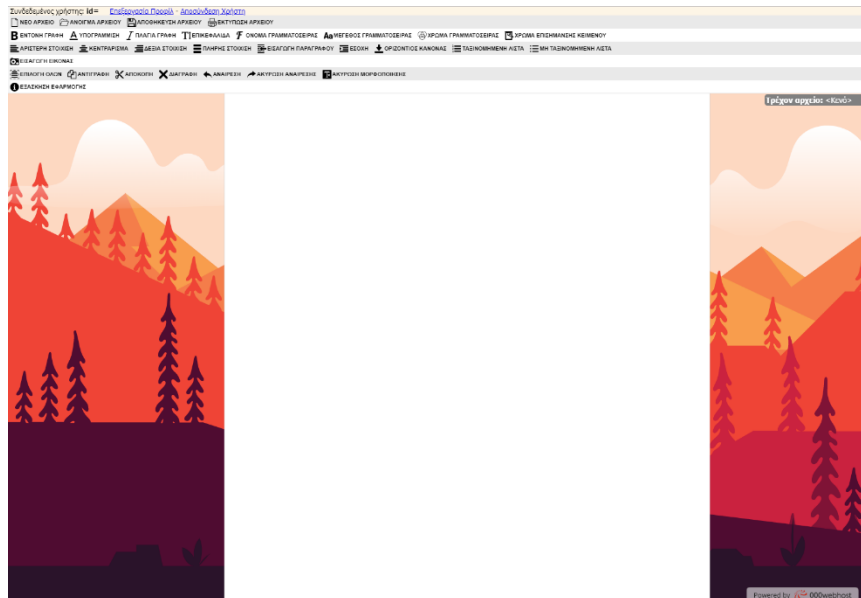 Συνδεδεμένος χρήστης: id= Επεξεργασία Προφίλ - Αποσύνδεση Χρήστη
ΝΕΟ ΑΡΧΕΙΟ ΑΝΟΙΓΜΑ ΑΡΧΕΙΟΥ ΑΠΟΘΗΚΕΥΣΗ ΑΡΧΕΙΟΥ ΕΚΤΥΠΩΣΗ ΑΡΧΕΙΟΥ
ΕΝΤΟΝΗ ΓΡΑΦΗ ΥΠΟΓΡΑΜΜΙΣΗ ΠΛΑΓΙΑ ΓΡΑΦΗ ΕΠΙΚΕΦΑΛΙΔΑ ΟΝΟΜΑ ΓΡΑΜΜΑΤΟΣΕΙΡΑΣ ΜΕΓΕΘΟΣ ΓΡΑΜΜΑΤΟΣΕΙΡΑΣ ΧΡΩΜΑ ΓΡΑΜΜΑΤΟΣΕΙΡΑΣ ΧΡΩΜΑ ΕΠΙΣΗΜΑΝΣΗΣ ΚΕΙΜΕΝΟΥ
ΑΡΙΣΤΕΡΗ ΣΤΟΙΧΙΣΗ ΚΕΝΤΡΑΡΙΣΜΑ ΔΕΞΙΑ ΣΤΟΙΧΙΣΗ ΠΛΗΡΗΣ ΣΤΟΙΧΙΣΗ ΕΙΣΑΓΩΓΗ ΠΑΡΑΓΡΑΦΟΥ ΕΣΟΧΗ ΟΡΙΖΟΝΤΙΟΣ ΚΑΝΟΝΑΣ ΤΑΞΙΝΟΜΗΜΕΝΗ ΛΙΣΤΑ ΜΗ ΤΑΞΙΝΟΜΗΜΕΝΗ ΛΙΣΤΑ
ΕΙΣΑΓΩΓΗ ΕΙΚΟΝΑΣ
ΕΠΙΛΟΓΗ ΟΛΩΝ ΑΝΤΙΓΡΑΦΗ ΑΠΟΚΟΠΗ ΔΙΑΓΡΑΦΗ ΑΝΑΙΡΕΣΗ ΑΚΥΡΩΣΗ ΑΝΑΙΡΕΣΗΣ ΑΚΥΡΩΣΗ ΜΟΡΦΟΠΟΙΗΣΗΣ
ΕΞΑΣΚΗΣΗ ΕΦΑΡΜΟΓΗΣ
Τρέχον αρχείο: <Κενό>
Powered by 000webhost